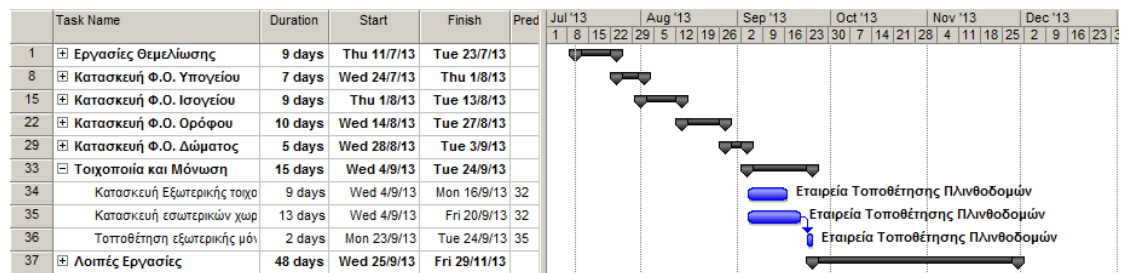 Task Name Duration Start Finish Pred Jul '13 Aug '13 Sep '13 Oct '13 Nov '13 Dec '13
1 8 15 22 29 5 12 19 26 2 9 16 23 30 7 14 21 28 4 11 18 25 2 9 16 23
1 Εργασίες Θεμελίωσης 9 days Thu 11/7/13 Tue 23/7/13
8 Κατασκευή Φ.Ο. Υπογείου 7 days Wed 24/7/13 Thu 1/8/13
15 Κατασκευή Φ.Ο. Ισογείου 9 days Thu 1/8/13 Tue 13/8/13
22 Κατασκευή Φ.Ο. Ορόφου 10 days Wed 14/8/13 Tue 27/8/13
29 Κατασκευή Φ.Ο. Δώματος 5 days Wed 28/8/13 Tue 3/9/13
33 Τοιχοποιία και Μόνωση 15 days Wed 4/9/13 Tue 24/9/13
34 Κατασκευή Εξωτερικής τοιχο 9 days Wed 4/9/13 Mon 16/9/13 32 Εταιρεία Τοποθέτησης Πλινθοδομών
35 Κατασκευή εσωτερικών χωρ 13 days Wed 4/9/13 Fri 20/9/13 32 Εταιρεία Τοποθέτησης Πλινθοδομών
36 Τοποθέτηση εξωτερικής μόν 2 days Mon 23/9/13 Tue 24/9/13 35 Εταιρεία Τοποθέτησης Πλινθοδομών
37 Λοιπές Εργασίες 48 days Wed 25/9/13 Fri 29/11/13